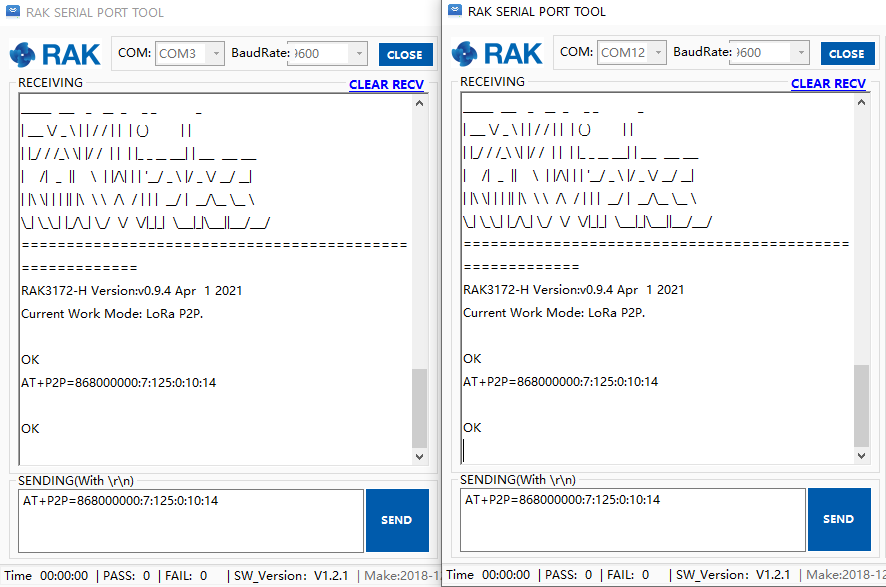 RAK SERIAL PORT TOOL
RAK
COM: COM3 BaudRate: 9600 CLOSE
RECEIVING CLEAR RECV
==========================================
=============
RAK3172-H Version:v0.9.4 Apr 1 2021
Current Work Mode: LoRa P2P.
OK
AT+P2P=868000000:7:125:0:10:14
OK
SENDING(With \r\n)
AT+P2P=868000000:7:125:0:10:14
SEND
Time 00:00:00 | PASS: 0 | FAIL: 0 | SW_Version: V1.2.1 | Make:2018-1
RAK SERIAL PORT TOOL
RAK
COM: COM12 BaudRate: 9600 CLOSE
RECEIVING CLEAR RECV
==========================================
=============
RAK3172-H Version:v0.9.4 Apr 1 2021
Current Work Mode: LoRa P2P.
OK
AT+P2P=868000000:7:125:0:10:14
OK
SENDING(With \r\n)
AT+P2P=868000000:7:125:0:10:14
SEND
Time 00:00:00 | PASS: 0 | FAIL: 0 | SW_Version: V1.2.1 | Make:2018-1